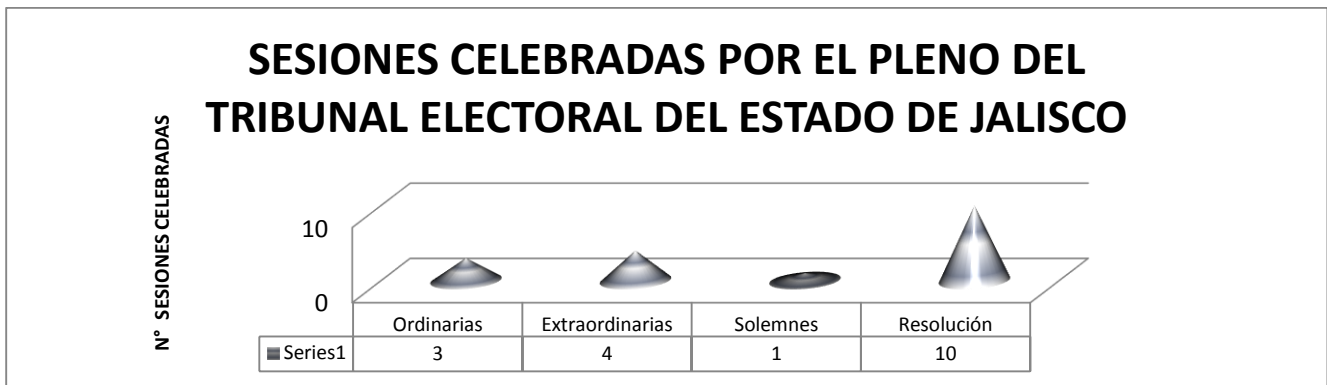 SESIONES CELEBRADAS POR EL PLENO DEL
TRIBUNAL ELECTORAL DEL ESTADO DE JALISCO
N° SESIONES CELEBRADAS
10
0
Ordinarias Extraordinarias Solemnes Resolución
Series1 3 4 1 10